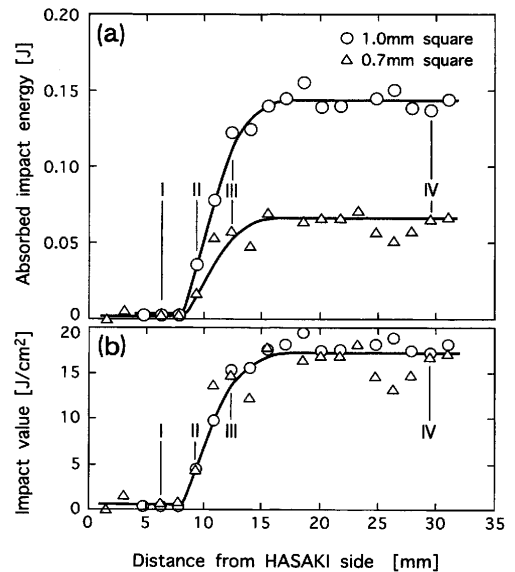 (a)
○ 1.0mm square
△ 0.7mm square
Absorbed impact energy [J]
0.20
0.15
0.10
0.05
0
I
II
III
IV
(b)
Impact value [J/cm²]
20
15
10
5
0
I
II
III
IV
0 5 10 15 20 25 30 35
Distance from HASAKI side [mm]